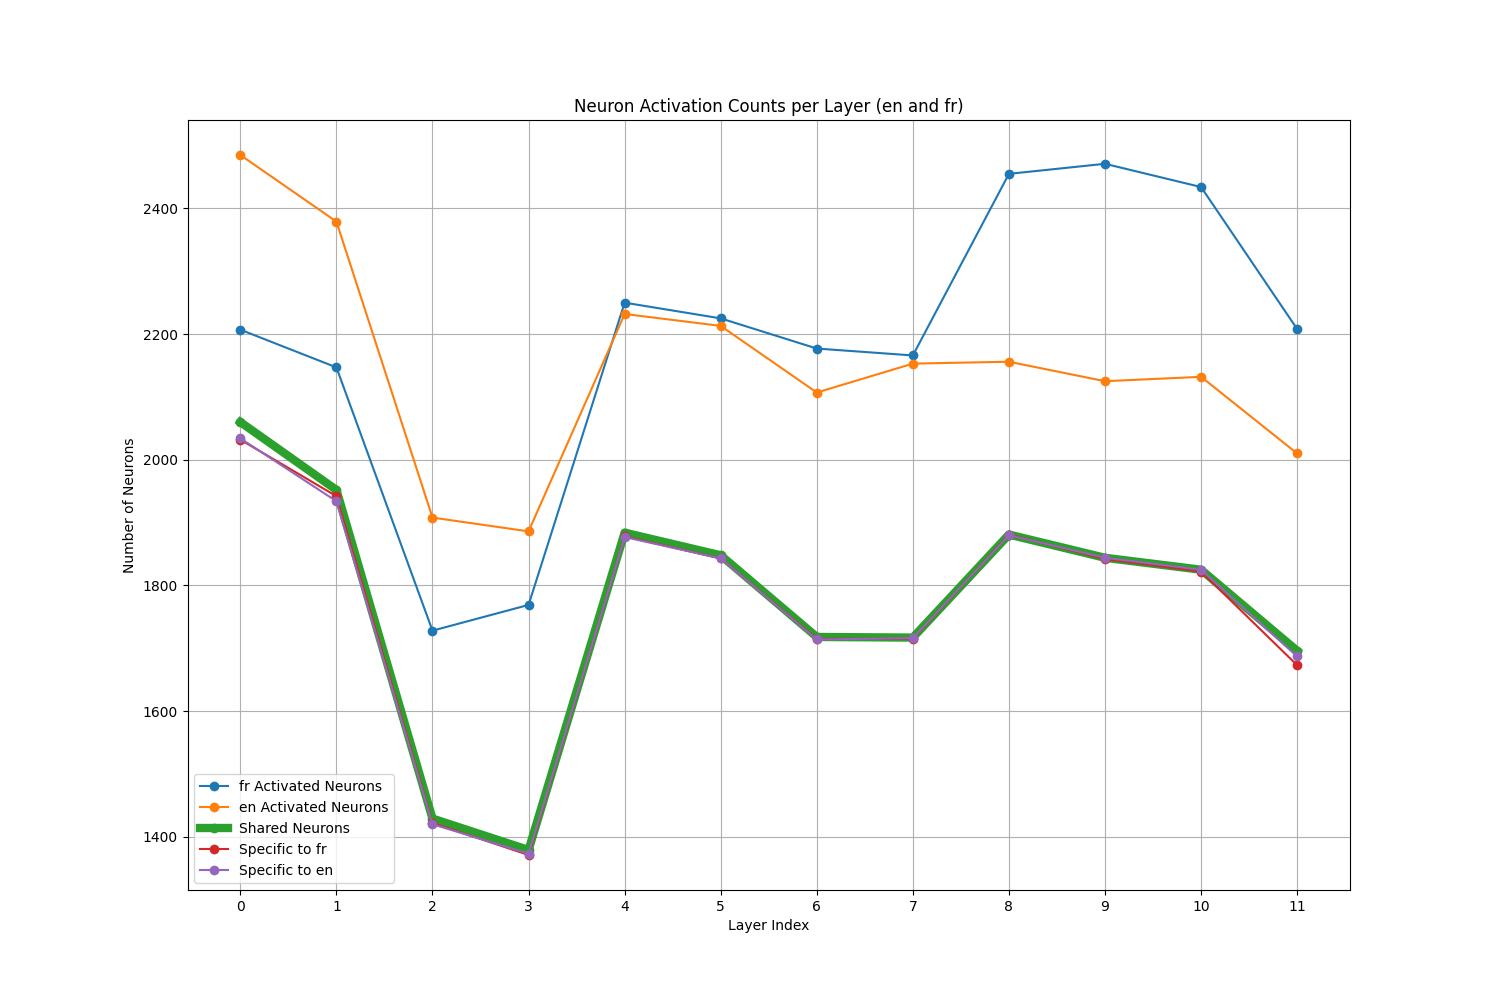 Neuron Activation Counts per Layer (en and fr)
Number of Neurons
2400
2200
2000
1800
1600
1400
fr Activated Neurons
en Activated Neurons
Shared Neurons
Specific to fr
Specific to en
0 1 2 3 4 5 6 7 8 9 10 11
Layer Index